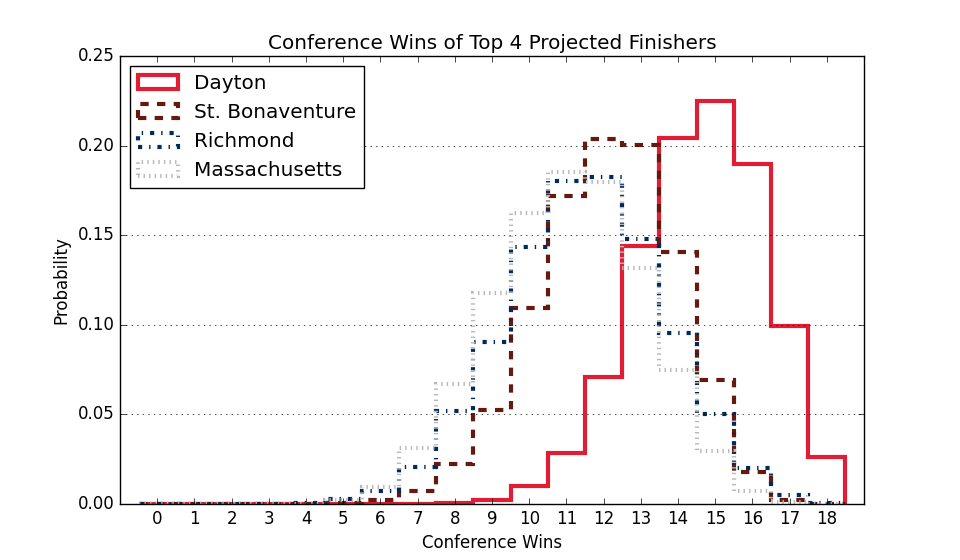 Conference Wins of Top 4 Projected Finishers
Dayton
St. Bonaventure
Richmond
Massachusetts
Probability
0.25
0.20
0.15
0.10
0.05
0.00
0 1 2 3 4 5 6 7 8 9 10 11 12 13 14 15 16 17 18
Conference Wins